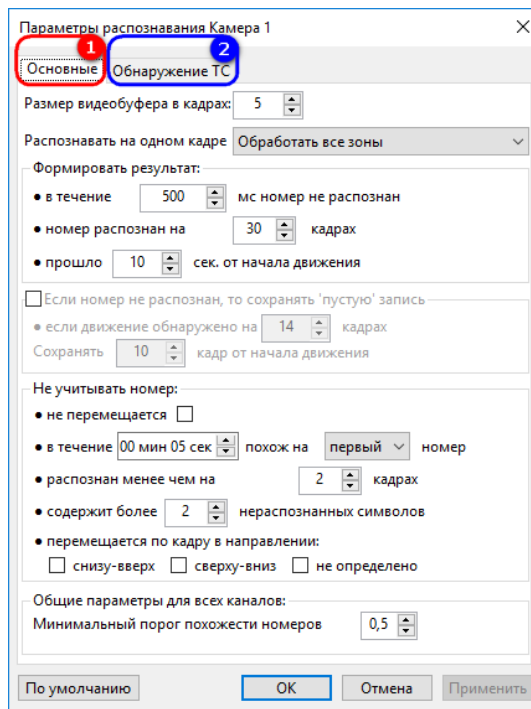 Параметры распознавания Камера 1
1
2
Основные
Обнаружение ТС
Размер видеобуфера в кадрах: 5
Распознавать на одном кадре Обработать все зоны
Формировать результат:
• в течение 500 мс номер не распознан
• номер распознан на 30 кадрах
• прошло 10 сек. от начала движения
Если номер не распознан, то сохранять 'пустую' запись
• если движение обнаружено на 14 кадрах
Сохранять 10 кадр от начала движения
Не учитывать номер:
• не перемещается
• в течение 00 мин 05 сек похож на первый номер
• распознан менее чем на 2 кадрах
• содержит более 2 нераспознанных символов
• перемещается по кадру в направлении:
снизу-вверх сверху-вниз не определено
Общие параметры для всех каналов:
Минимальный порог похожести номеров 0,5
По умолчанию ОК Отмена Применить